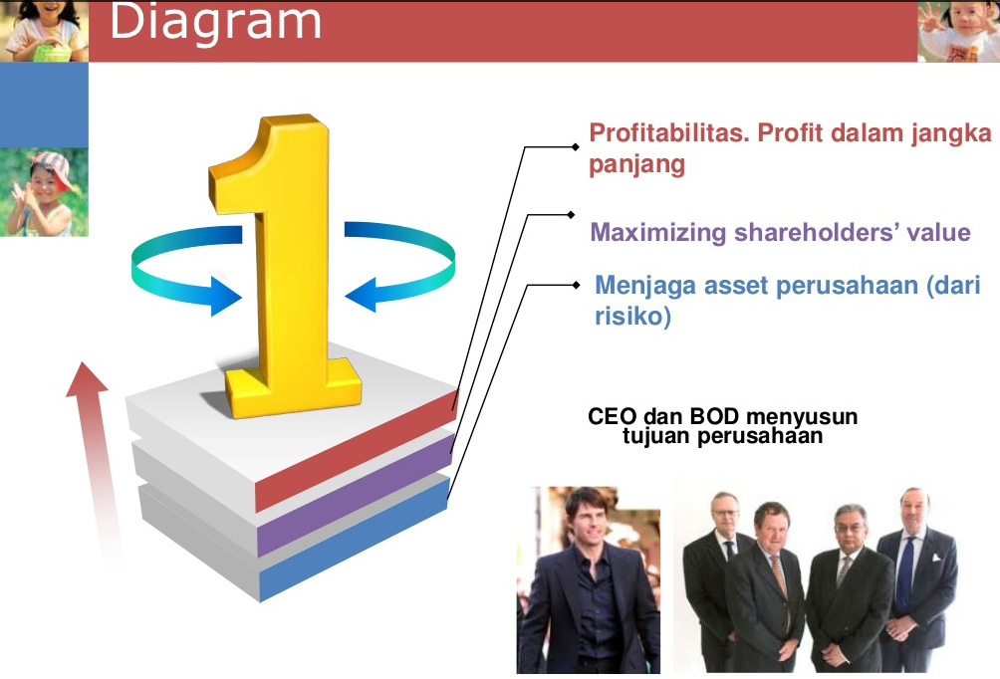 Diagram
1
Profitabilitas. Profit dalam jangka
panjang
Maximizing shareholders’ value
Menjaga asset perusahaan (dari
risiko)
CEO dan BOD menyusun
tujuan perusahaan